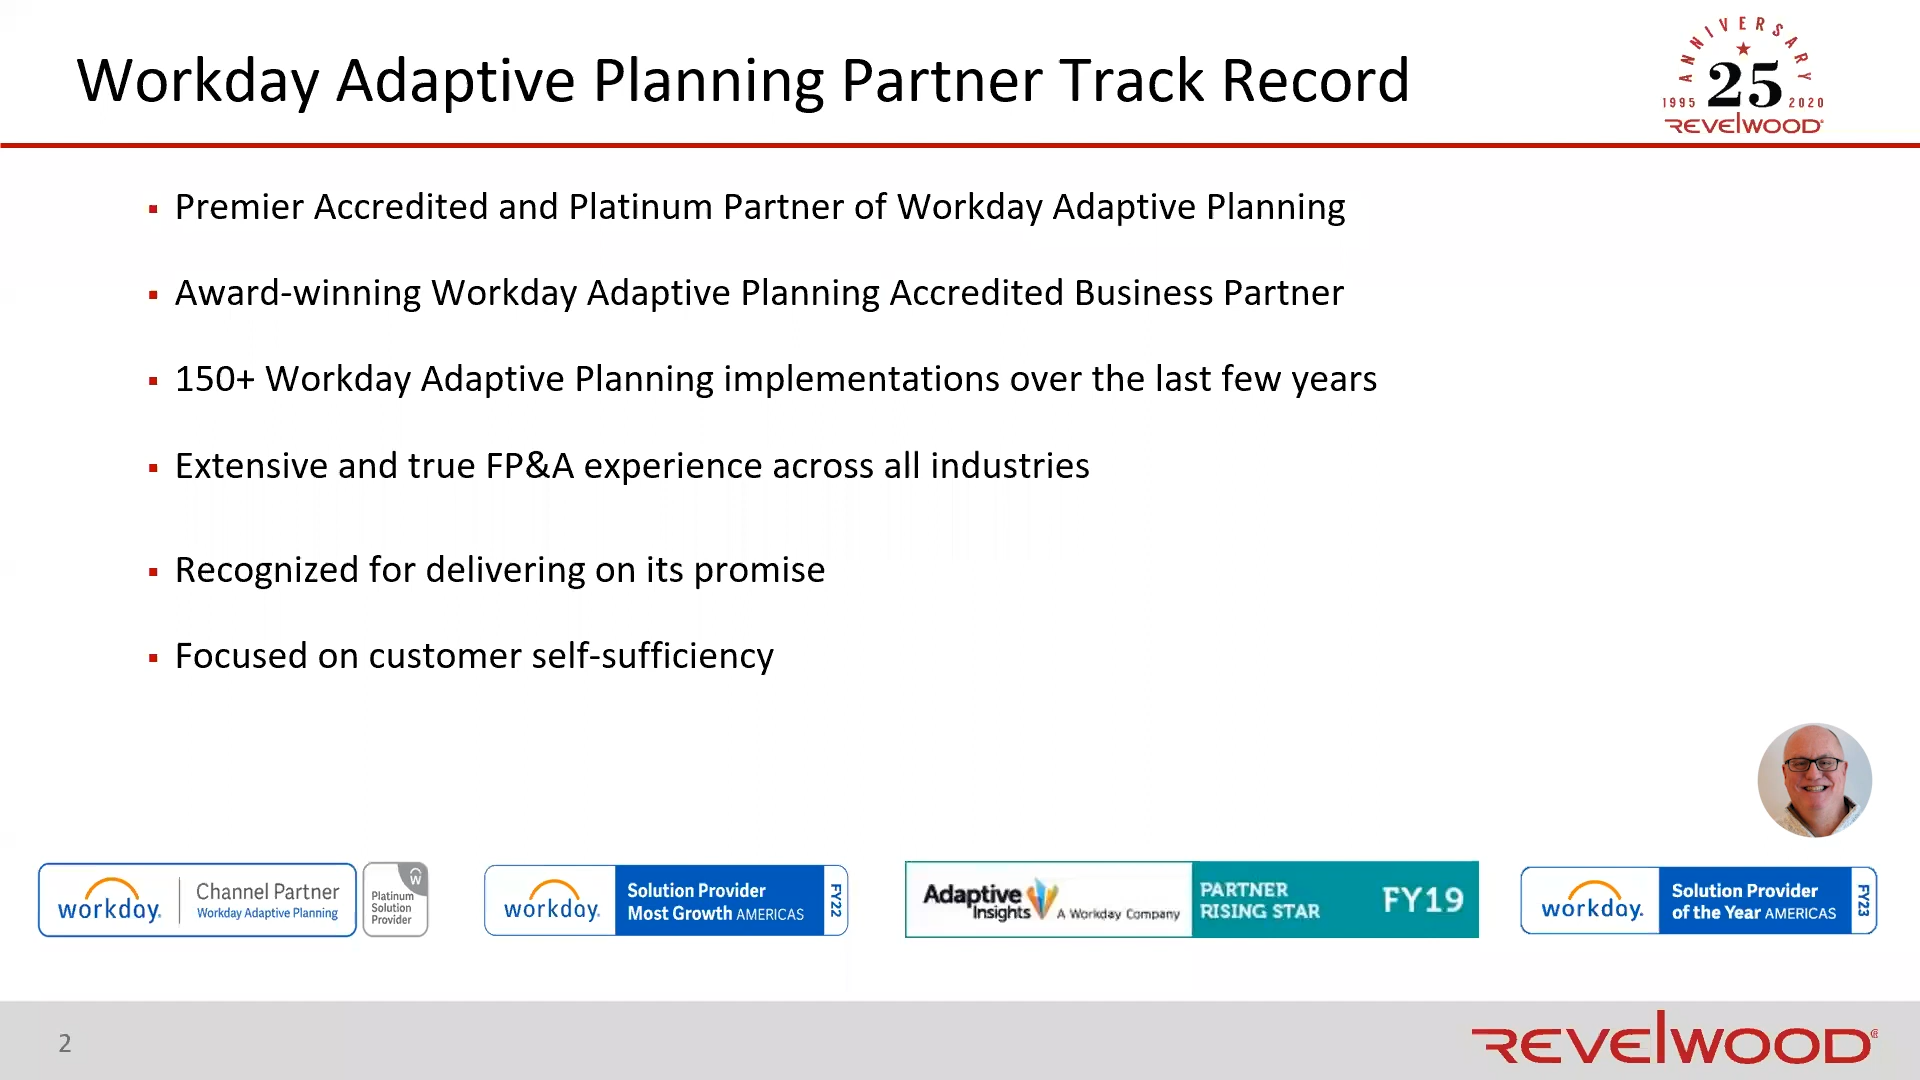 Workday Adaptive Planning Partner Track Record
ANNIVERSARY
25
1995 2020
REVELWOOD
▪ Premier Accredited and Platinum Partner of Workday Adaptive Planning
▪ Award-winning Workday Adaptive Planning Accredited Business Partner
▪ 150+ Workday Adaptive Planning implementations over the last few years
▪ Extensive and true FP&A experience across all industries
▪ Recognized for delivering on its promise
▪ Focused on customer self-sufficiency
workday.
Channel Partner
Workday Adaptive Planning
W
Platinum
Solution
Provider
workday.
Solution Provider
Most Growth AMERICAS
FY22
Adaptive
Insights
A Workday Company
PARTNER
RISING STAR
FY19
workday.
Solution Provider
of the Year AMERICAS
FY23
2
REVELWOOD®